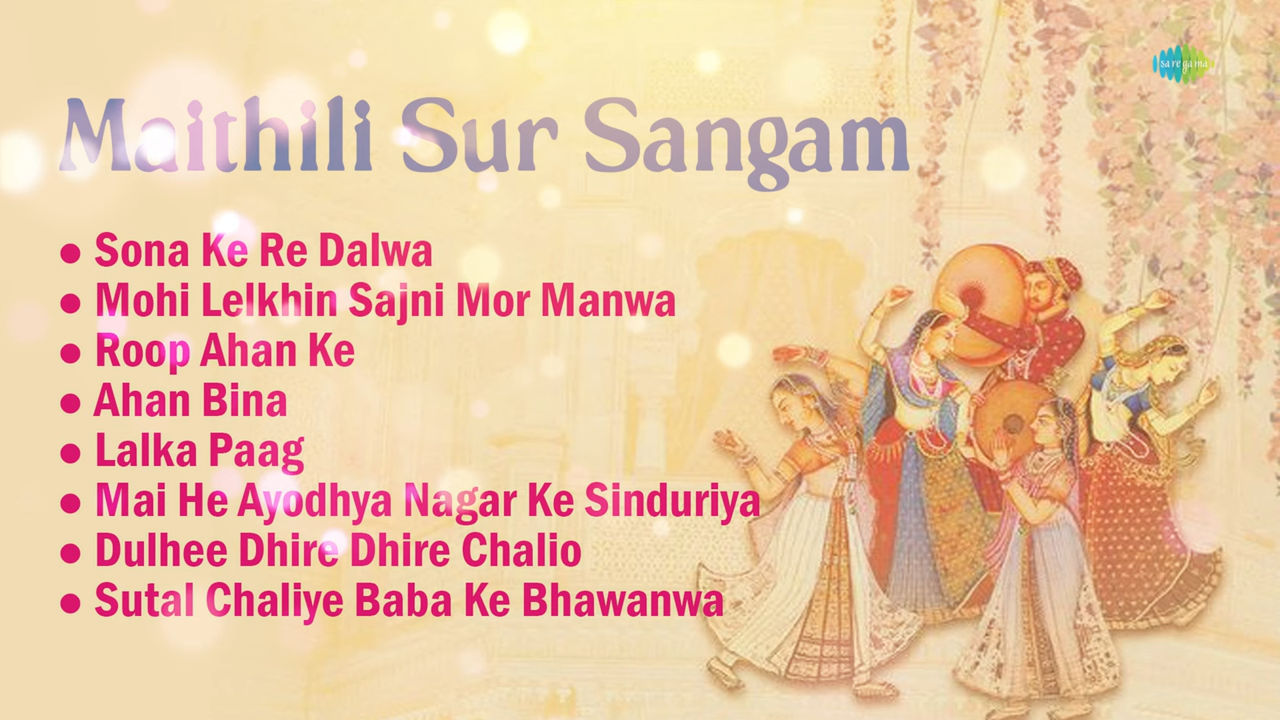 saregama
Maithili Sur Sangam
● Sona Ke Re Dalwa
● Mohi Lelkhin Sajni Mor Manwa
● Roop Ahan Ke
● Ahan Bina
● Lalka Paag
● Mai He Ayodhya Nagar Ke Sinduriya
● Dulhee Dhire Dhire Chalio
● Sutal Chaliye Baba Ke Bhawanwa